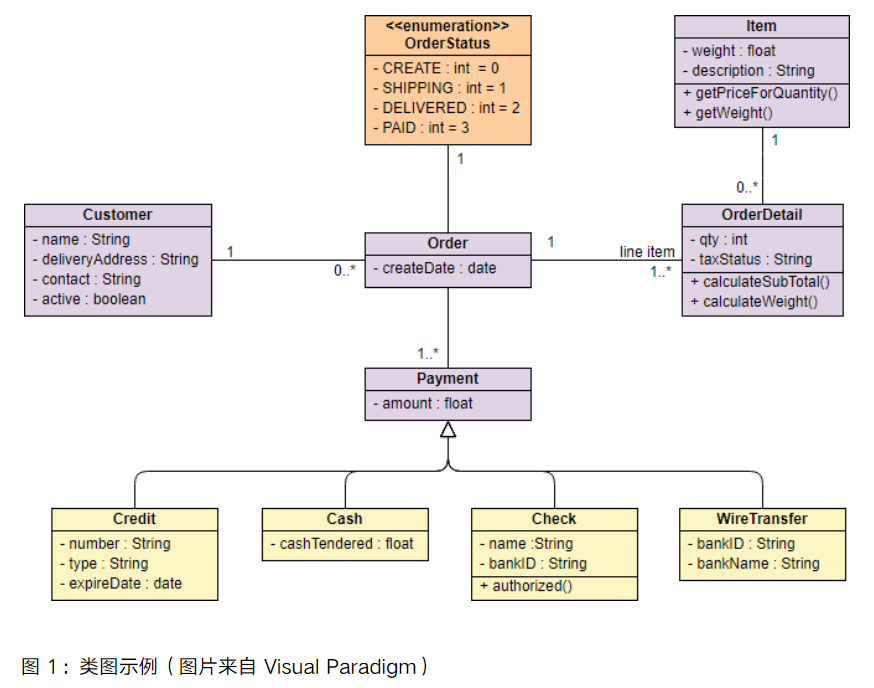 <<enumeration>>
OrderStatus
- CREATE : int  = 0
- SHIPPING : int = 1
- DELIVERED : int = 2
- PAID : int = 3
1
Item
- weight : float
- description : String
+ getPriceForQuantity()
+ getWeight()
1
0..*
Customer
- name : String
- deliveryAddress : String
- contact : String
- active : boolean
1
0..*
Order
- createDate : date
1
line item
1..*
OrderDetail
- qty : int
- taxStatus : String
+ calculateSubTotal()
+ calculateWeight()
1..*
Payment
- amount : float
Credit
- number : String
- type : String
- expireDate : date
Cash
- cashTendered : float
Check
- name :String
- bankID : String
+ authorized()
WireTransfer
- bankID : String
- bankName : String
图 1：类图示例（图片来自 Visual Paradigm）